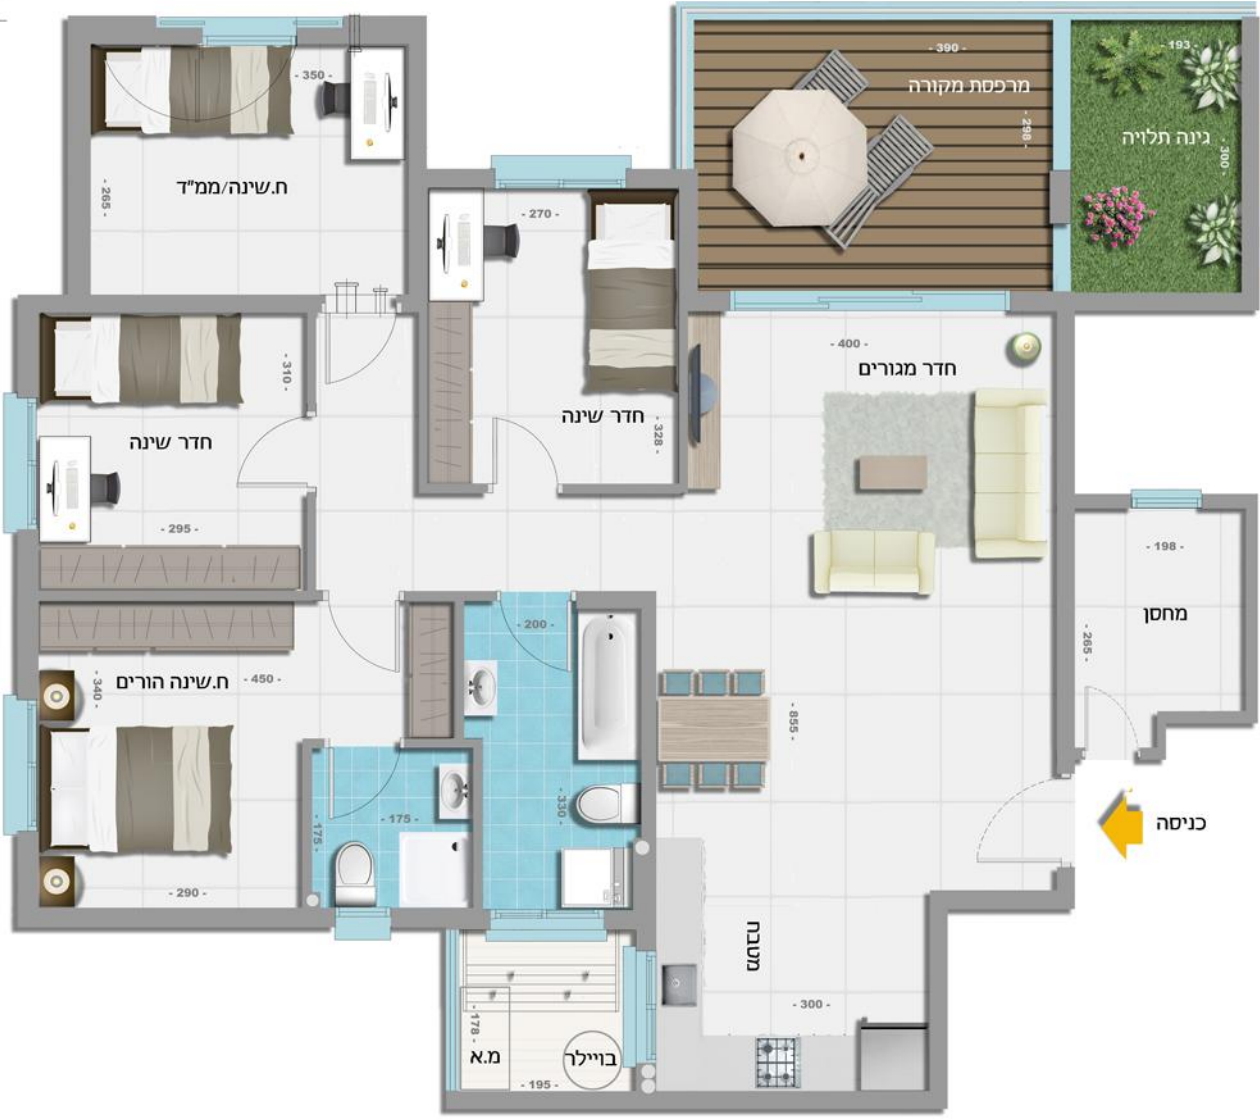 - 350 -
- 265 -
ח.שינה/ממ"ד
- 390 -
מרפסת מקורה
- 298 -
- 193 -
גינה תלויה
- 300 -
- 270 -
חדר שינה
- 328 -
- 400 -
חדר מגורים
- 310 -
חדר שינה
- 295 -
- 198 -
מחסן
- 265 -
- 200 -
- 330 -
- 450 -
ח.שינה הורים
- 340 -
- 290 -
- 175 -
- 175 -
- 855 -
כניסה
מטבח
- 300 -
- 178 -
מ.א
בויילר
- 195 -